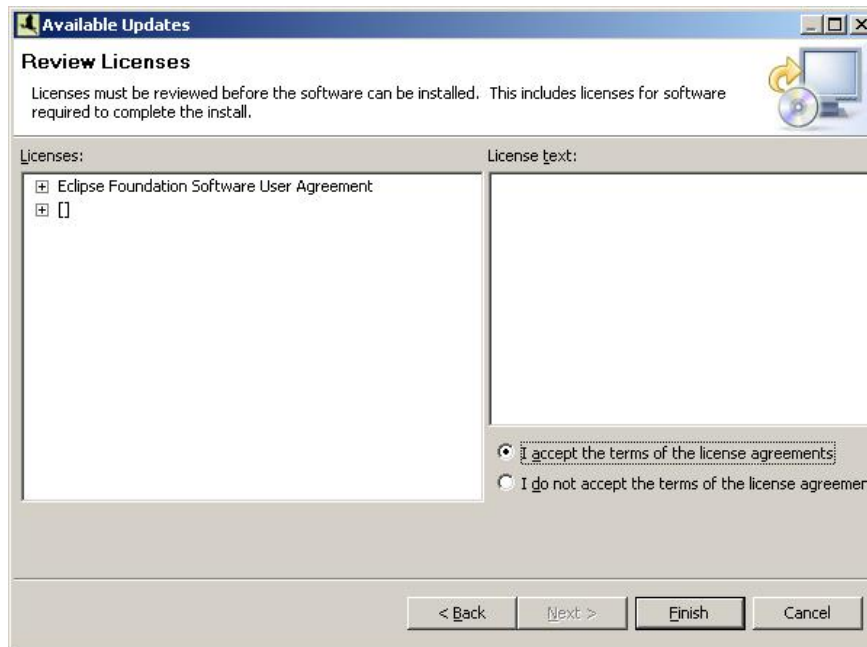 Available Updates
Review Licenses
Licenses must be reviewed before the software can be installed. This includes licenses for software
required to complete the install.
Licenses:
License text:
Eclipse Foundation Software User Agreement
[]
I accept the terms of the license agreements
I do not accept the terms of the license agreemen
< Back
Next >
Finish
Cancel